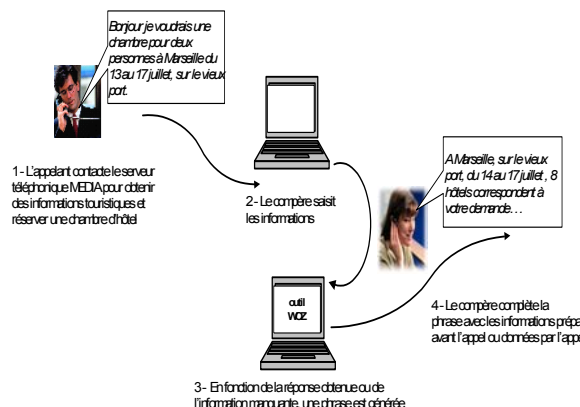 Bonjour je voudrais une
chambre pour deux
personnes à Marseille du
13 au 17 juillet, sur le vieux
port.
1 - L'appelant contacte le serveur
téléphonique MEDIA pour obtenir
des informations touristiques et
réserver une chambre d'hôtel
2 - Le compère saisit
les informations
A Marseille, sur le vieux
port, du 14 au 17 juillet , 8
hôtels correspondent à
votre demande…
outil
WOZ
4 - Le compère complète la
phrase avec les informations prépa
avant l'appel ou données par l'appe
3 - En fonction de la réponse obtenue ou de
l'information manquante, une phrase est générée